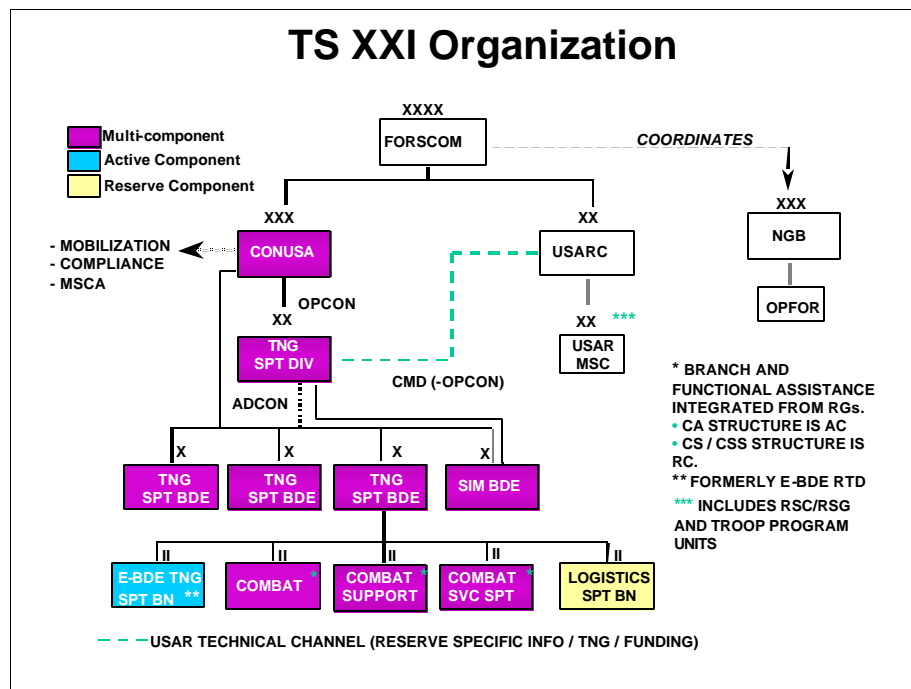 TS XXI Organization
XXXX
FORSCOM
COORDINATES
Multi-component
Active Component
Reserve Component
XXX
CONUSA
XX
USARC
XXX
NGB
- MOBILIZATION
- COMPLIANCE
- MSCA
OPCON
OPFOR
XX
TNG
SPT DIV
XX ***
USAR
MSC
CMD (-OPCON)
ADCON
* BRANCH AND
FUNCTIONAL ASSISTANCE
INTEGRATED FROM RGs.
• CA STRUCTURE IS AC
• CS / CSS STRUCTURE IS
RC.
** FORMERLY E-BDE RTD
*** INCLUDES RSC/RSG
AND TROOP PROGRAM
UNITS
X
TNG
SPT BDE
X
TNG
SPT BDE
X
TNG
SPT BDE
X
SIM BDE
II
E-BDE TNG
SPT BN **
II
COMBAT *
II
COMBAT *
SUPPORT
II
COMBAT *
SVC SPT
II
LOGISTICS
SPT BN
USAR TECHNICAL CHANNEL (RESERVE SPECIFIC INFO / TNG / FUNDING)